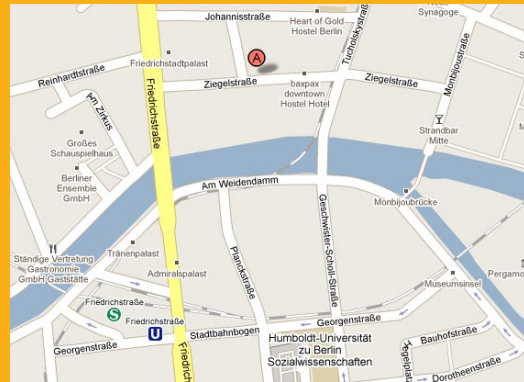 Johannisstraße
Heart of Gold
Hostel Berlin
Neue
Synagoge
Tucholskystraße
Monbijoustraße
Friedrichstadtpalast
A
Reinhardtstraße
Ziegelstraße
Ziegelstraße
baxpax
downtown
Hostel Hotel
Am Zirkus
Friedrichstraße
Strandbar
Mitte
Großes
Schauspielhaus
Berliner
Ensemble
GmbH
Am Weidendamm
Monbijoubrücke
Geschwister-Scholl-Straße
Planckstraße
Tränenpalast
Ständige Vertretung
Gastronomie
GmbH Gaststätte
Admiralspalast
Museumsinsel
Pergamo
Friedrichstraße
S
Friedrichstraße
U
Stadtbahnbogen
Georgenstraße
Georgenstraße
Friedrich
Humboldt-Universität
zu Berlin
Sozialwissenschaften
Bauhofstraße
Hegelplatz
Dorotheenstraße